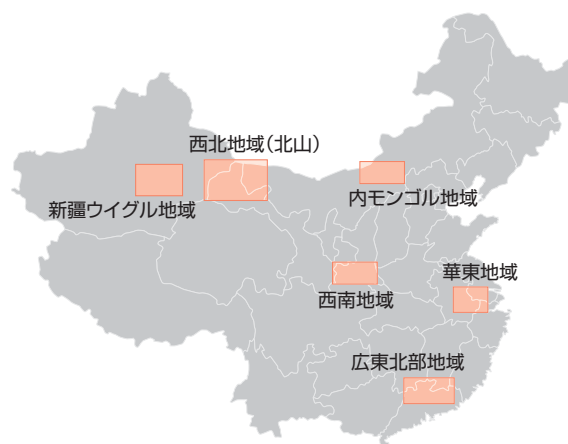 西北地域（北山）
新疆ウイグル地域
内モンゴル地域
華東地域
西南地域
広東北部地域